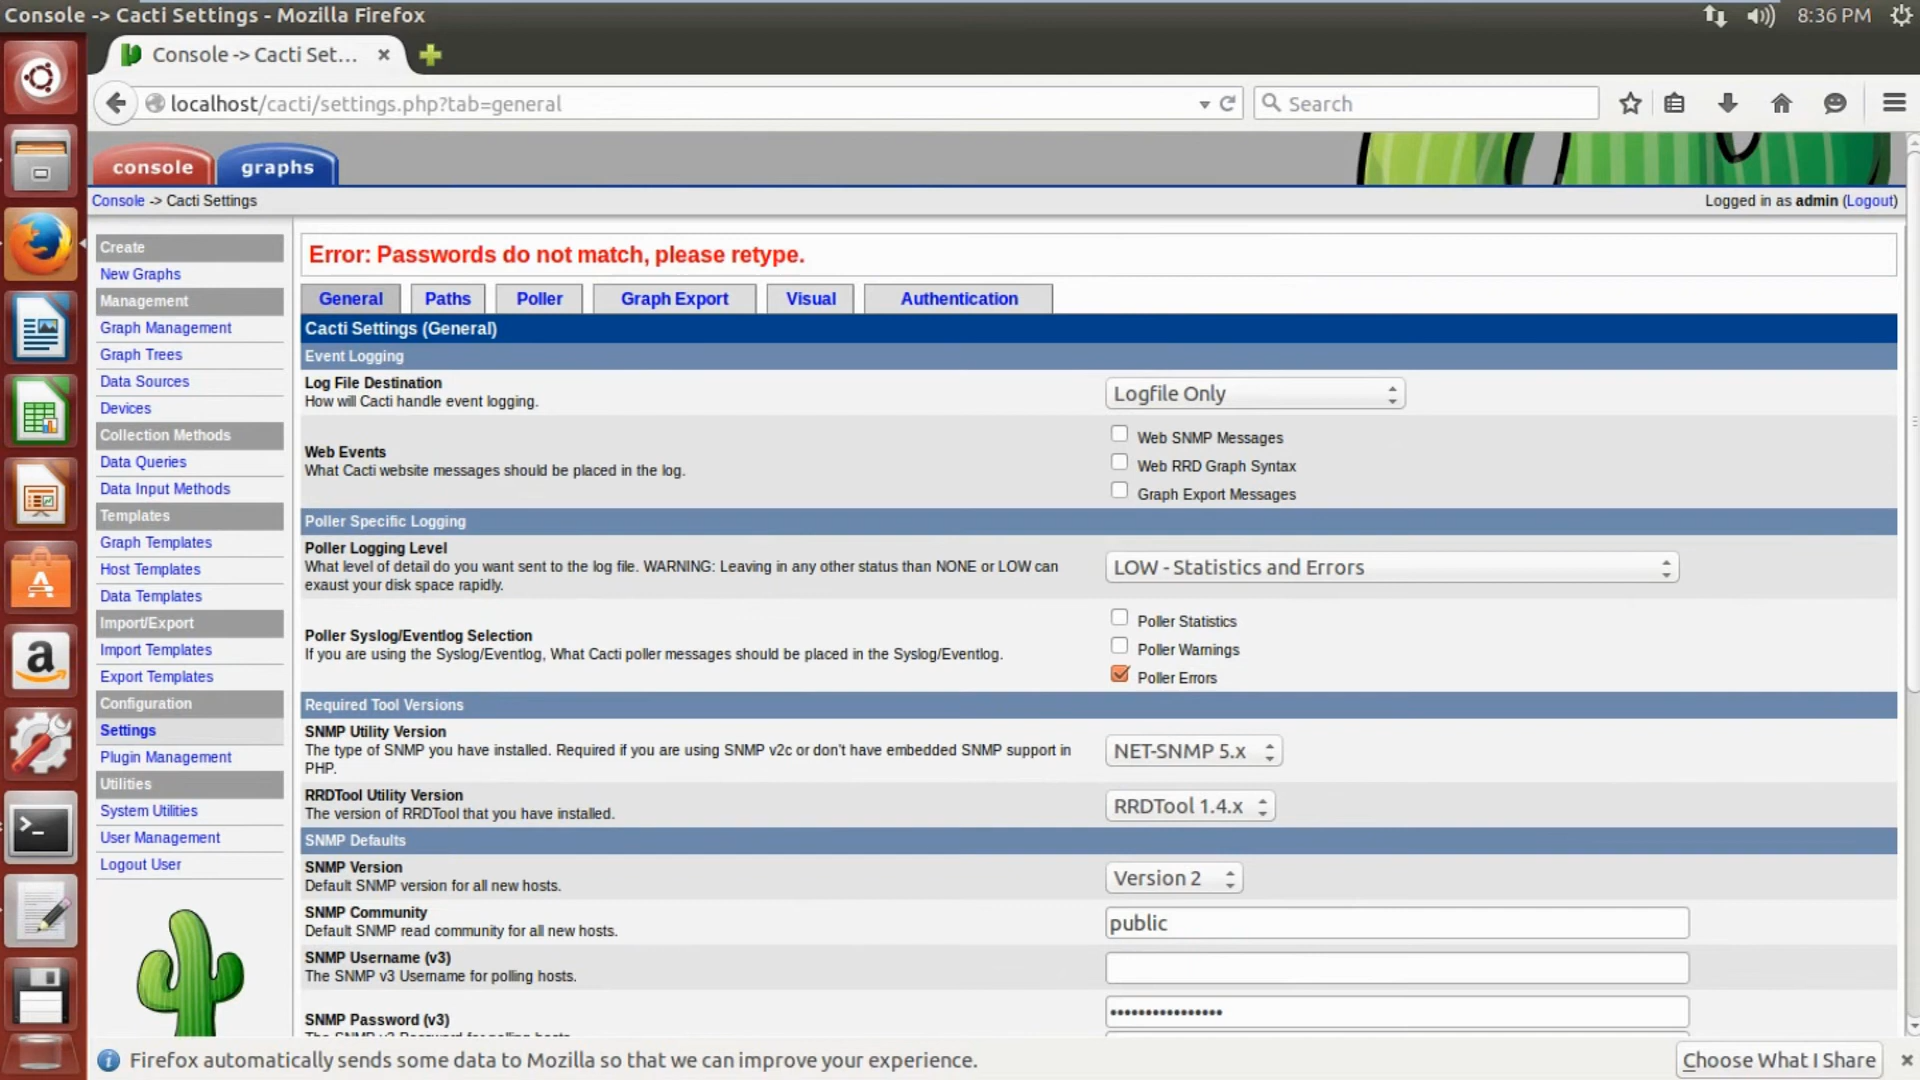 Console -> Cacti Settings - Mozilla Firefox
8:36 PM
Console -> Cacti Set...
localhost/cacti/settings.php?tab=general
Search
console
graphs
Console -> Cacti Settings
Logged in as admin (Logout)
Create
New Graphs
Management
Graph Management
Graph Trees
Data Sources
Devices
Collection Methods
Data Queries
Data Input Methods
Templates
Graph Templates
Host Templates
Data Templates
Import/Export
Import Templates
Export Templates
Configuration
Settings
Plugin Management
Utilities
System Utilities
User Management
Logout User
Error: Passwords do not match, please retype.
General
Paths
Poller
Graph Export
Visual
Authentication
Cacti Settings (General)
Event Logging
Log File Destination
How will Cacti handle event logging.
Logfile Only
Web Events
What Cacti website messages should be placed in the log.
Web SNMP Messages
Web RRD Graph Syntax
Graph Export Messages
Poller Specific Logging
Poller Logging Level
What level of detail do you want sent to the log file. WARNING: Leaving in any other status than NONE or LOW can
exaust your disk space rapidly.
LOW - Statistics and Errors
Poller Syslog/Eventlog Selection
If you are using the Syslog/Eventlog, What Cacti poller messages should be placed in the Syslog/Eventlog.
Poller Statistics
Poller Warnings
Poller Errors
Required Tool Versions
SNMP Utility Version
The type of SNMP you have installed. Required if you are using SNMP v2c or don't have embedded SNMP support in
PHP.
NET-SNMP 5.x
RRDTool Utility Version
The version of RRDTool that you have installed.
RRDTool 1.4.x
SNMP Defaults
SNMP Version
Default SNMP version for all new hosts.
Version 2
SNMP Community
Default SNMP read community for all new hosts.
public
SNMP Username (v3)
The SNMP v3 Username for polling hosts.
SNMP Password (v3)
••••••••••••••••
Firefox automatically sends some data to Mozilla so that we can improve your experience.
Choose What I Share